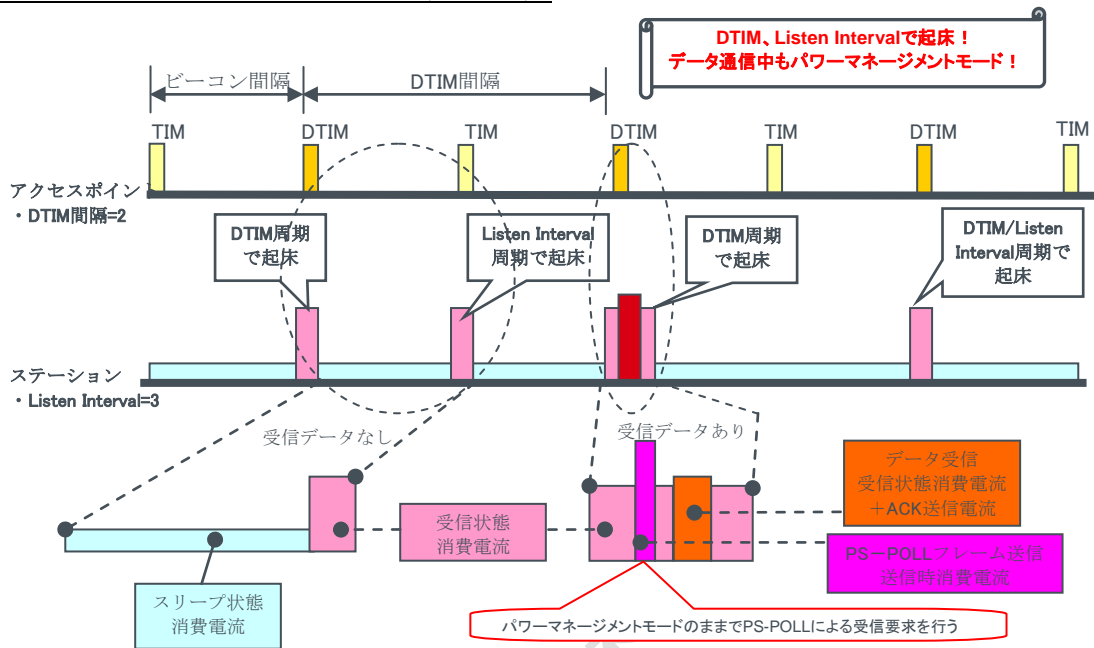 DTIM、Listen Intervalで起床！
データ通信中もパワーマネージメントモード！
ビーコン間隔
DTIM間隔
TIM
DTIM
TIM
DTIM
TIM
DTIM
TIM
アクセスポイント
・DTIM間隔=2
DTIM周期
で起床
Listen Interval
周期で起床
DTIM周期
で起床
DTIM/Listen
Interval周期で
起床
ステーション
・Listen Interval=3
受信データなし
受信データあり
データ受信
受信状態消費電流
＋ACK送信電流
受信状態
消費電流
PS－POLLフレーム送信
送信時消費電流
スリープ状態
消費電流
パワーマネージメントモードのままでPS-POLLによる受信要求を行う